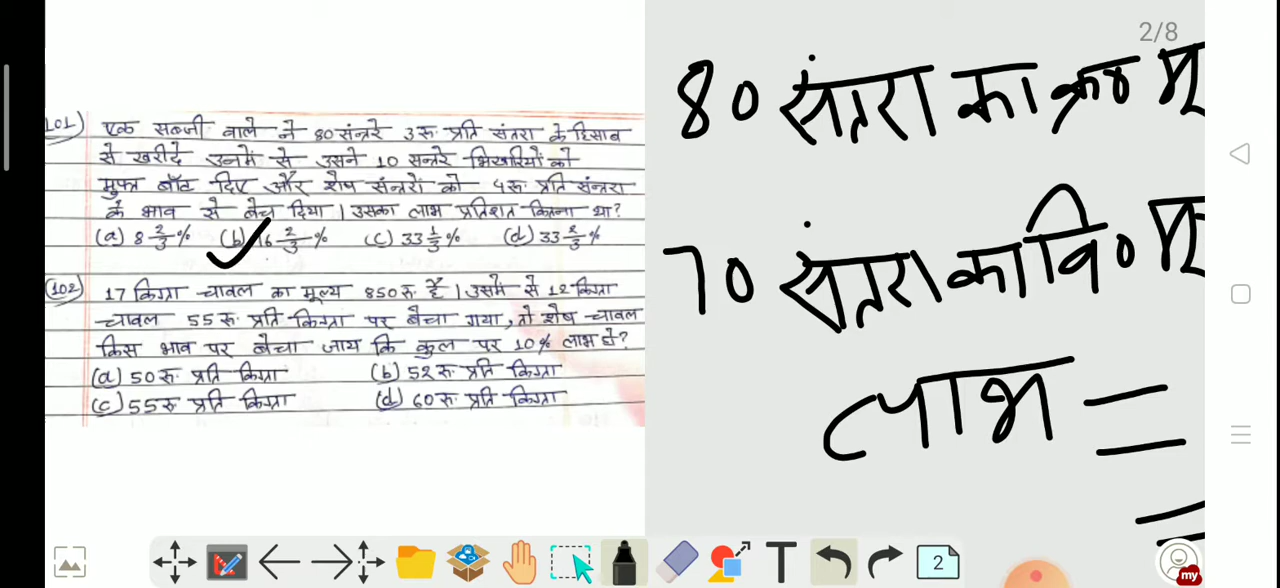 2/8
101) एक सब्जी वाले ने 80 संन्तरे 3 रू. प्रति संतरा के हिसाब
से खरीदे उनमें से उसने 10 सन्तरे भिखारियों को
मुफ्त बाँट दिए और शेष संन्तरों को 4 रू. प्रति संन्तरा
के भाव से बेच दिया। उसका लाभ प्रतिशत कितना था?
(a) 8 2/3 % (b) 16 2/3 % (c) 33 1/3 % (d) 33 2/3 %
(102) 17 किग्रा चावल का मूल्य 850 रू. है। उसमें से 12 किग्रा
चावल 55 रू. प्रति किग्रा पर बेचा गया, तो शेष चावल
किस भाव पर बेचा जाय कि कुल पर 10% लाभ हो?
(a) 50 रू. प्रति किग्रा (b) 52 रू. प्रति किग्रा
(c) 55 रू. प्रति किग्रा (d) 60 रू. प्रति किग्रा
80 संतरा का क्रय मू
70 संतरा का वि० मू
लाभ =
=
T
2
my